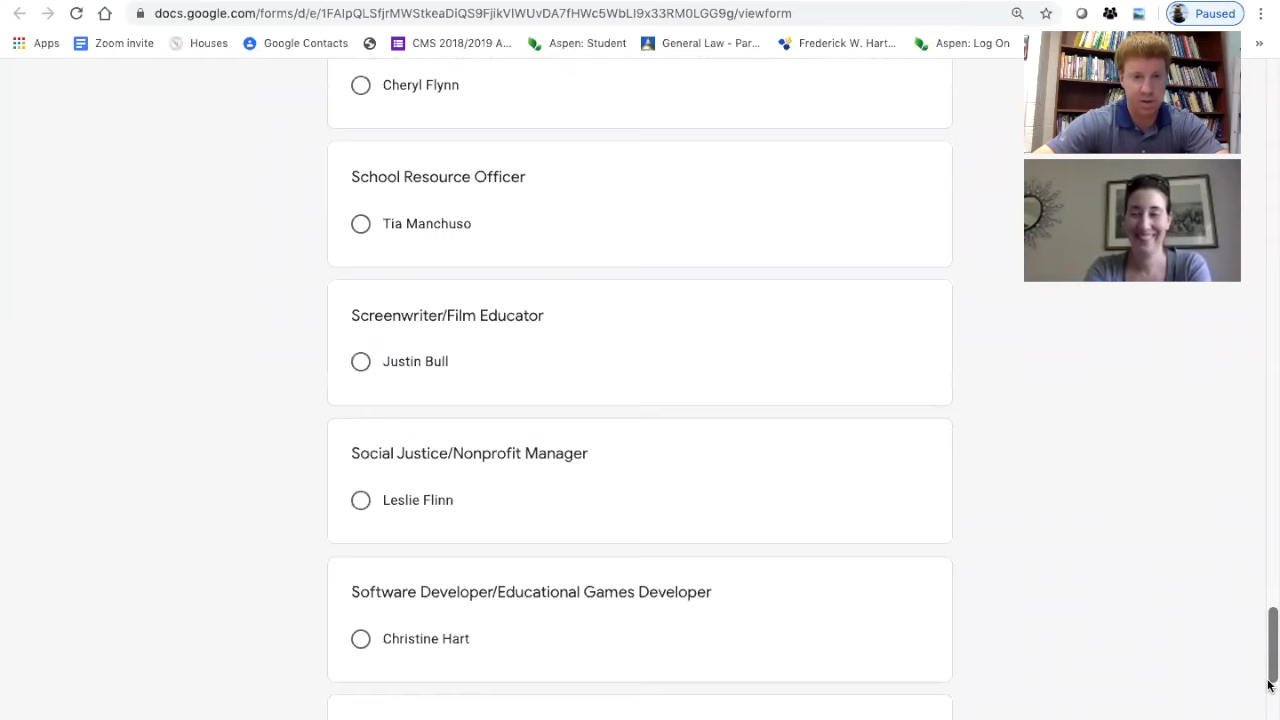 docs.google.com/forms/d/e/1FAIpQLSfjrMWStkeaDiQS9FjikVlWUvDA7fHWc5WbLI9x33RM0LGG9g/viewform
Paused
Apps
Zoom invite
Houses
Google Contacts
CMS 2018/2019 A...
Aspen: Student
General Law - Par...
Frederick W. Hart...
Aspen: Log On
»
Cheryl Flynn
School Resource Officer
Tia Manchuso
Screenwriter/Film Educator
Justin Bull
Social Justice/Nonprofit Manager
Leslie Flinn
Software Developer/Educational Games Developer
Christine Hart